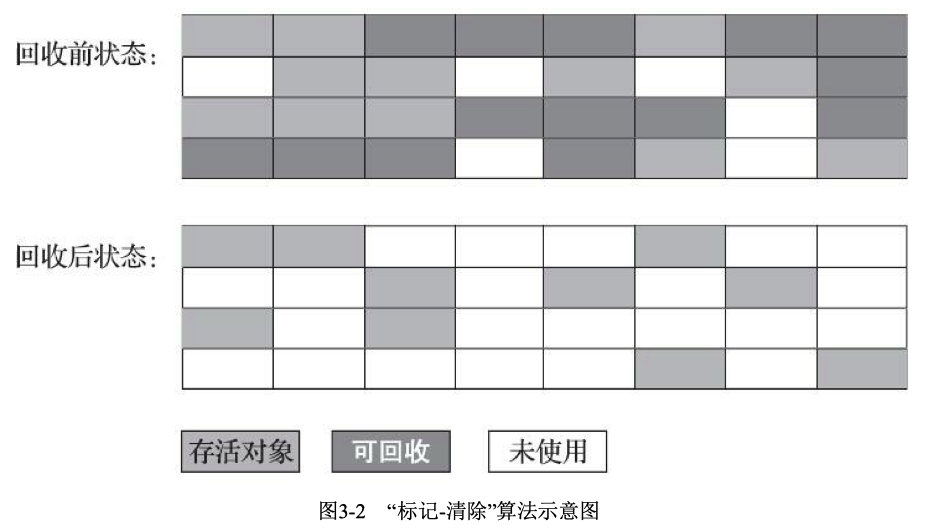 回收前状态：
回收后状态：
存活对象
可回收
未使用
图3-2 “标记-清除”算法示意图